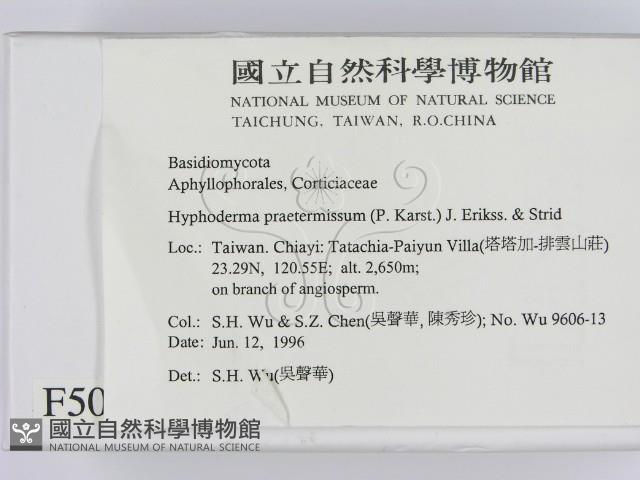 國立自然科學博物館
NATIONAL MUSEUM OF NATURAL SCIENCE
TAICHUNG, TAIWAN, R.O.CHINA
Basidiomycota
Aphyllophorales, Corticiaceae
Hyphoderma praetermissum (P. Karst.) J. Erikss. & Strid
Loc.: Taiwan. Chiayi: Tatachia-Paiyun Villa(塔塔加-排雲山莊)
23.29N, 120.55E; alt. 2,650m;
on branch of angiosperm.
Col.: S.H. Wu & S.Z. Chen(吳聲華, 陳秀珍); No. Wu 9606-13
Date: Jun. 12, 1996
Det.: S.H. Wu(吳聲華)
F50
國立自然科學博物館
NATIONAL MUSEUM OF NATURAL SCIENCE